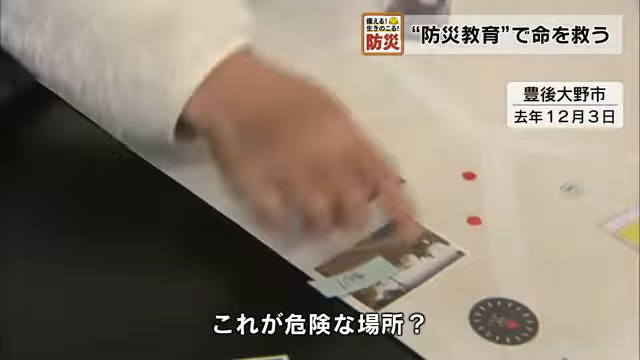 備える!
生きのこる!
防災
“防災教育”で命を救う
豊後大野市
去年12月3日
これが危険な場所?